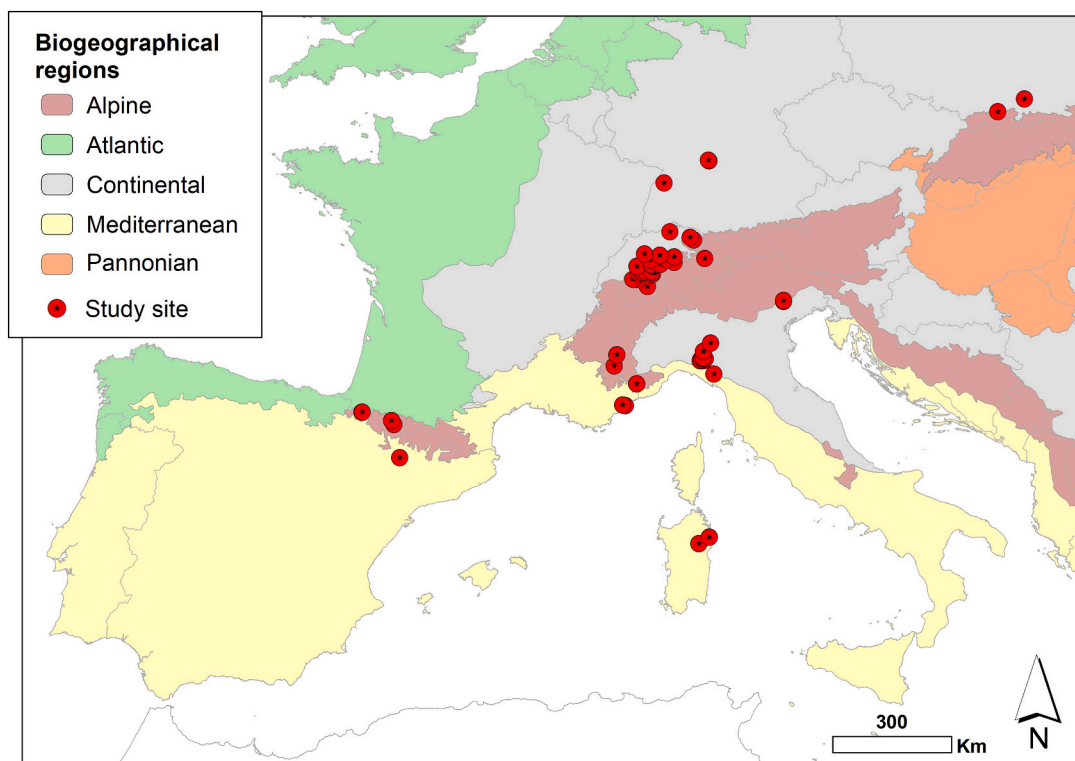 Biogeographical
regions
Alpine
Atlantic
Continental
Mediterranean
Pannonian
Study site
300
Km
N